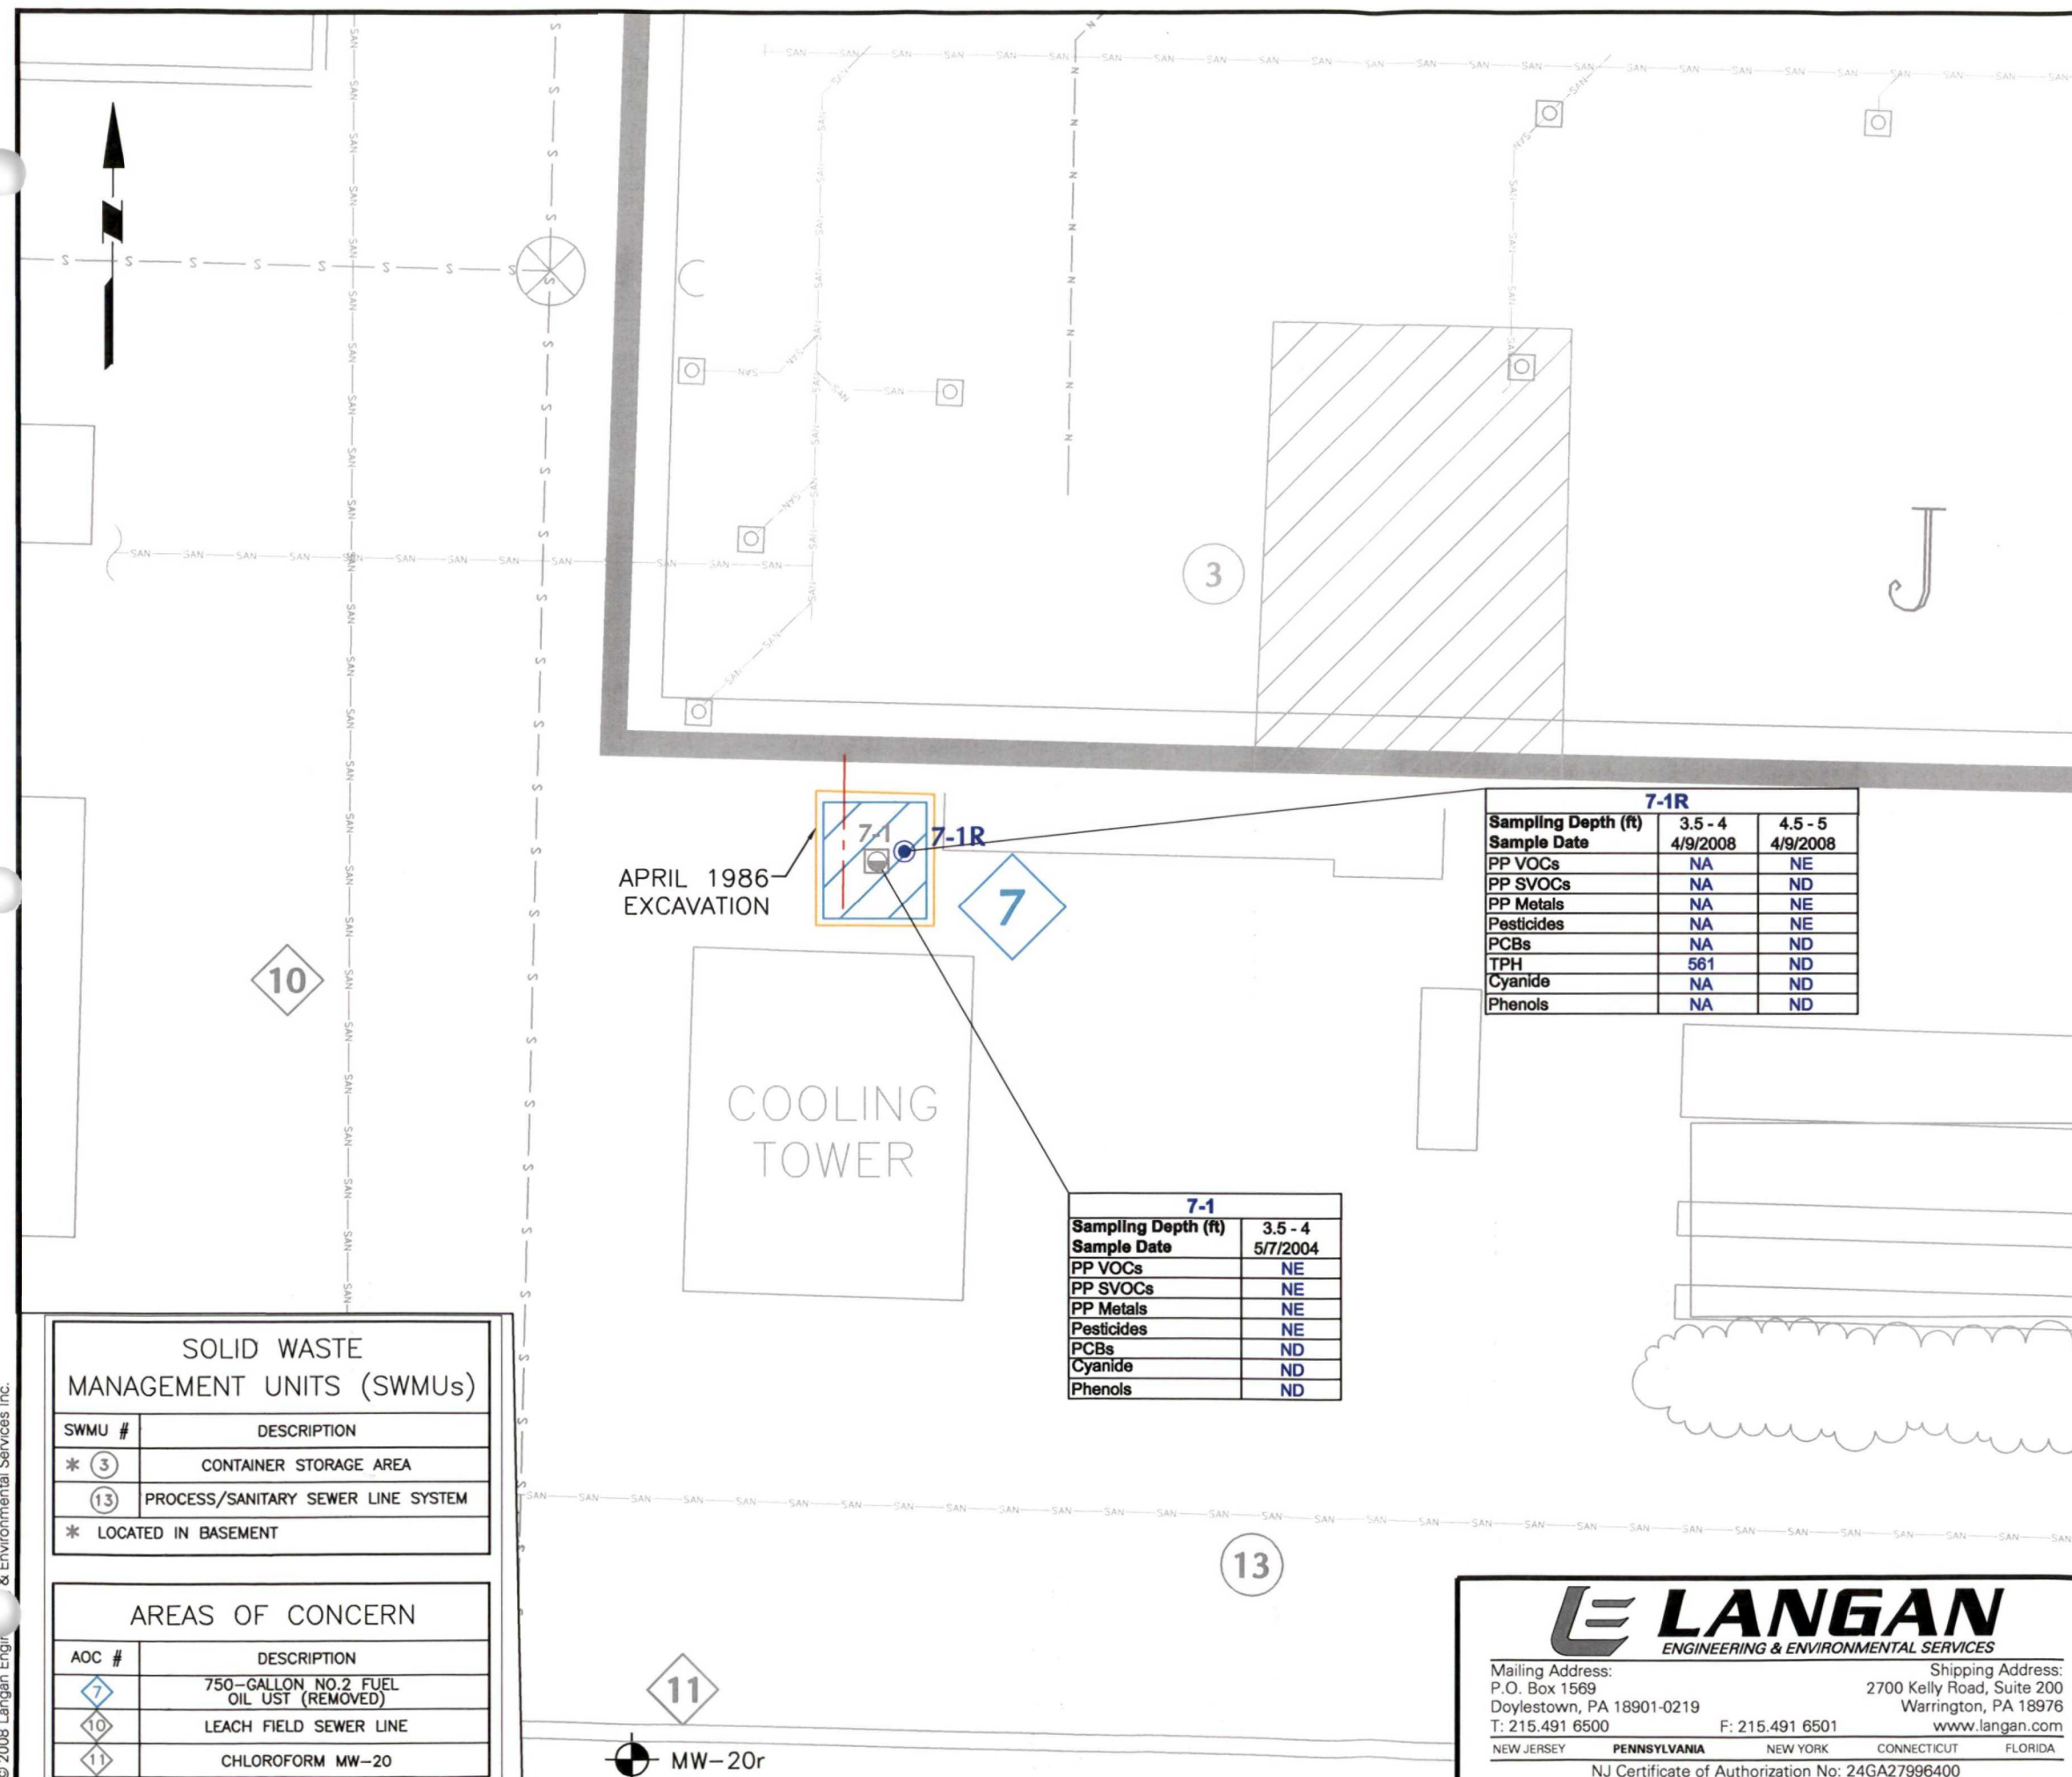 C
3
J
APRIL 1986
EXCAVATION
7-1
7-1R
7
10
COOLING
TOWER
7-1R
Sampling Depth (ft) 3.5 - 4 4.5 - 5
Sample Date 4/9/2008 4/9/2008
PP VOCs NA NE
PP SVOCs NA ND
PP Metals NA NE
Pesticides NA NE
PCBs NA ND
TPH 561 ND
Cyanide NA ND
Phenols NA ND
7-1
Sampling Depth (ft) 3.5 - 4
Sample Date 5/7/2004
PP VOCs NE
PP SVOCs NE
PP Metals NE
Pesticides NE
PCBs ND
Cyanide ND
Phenols ND
SOLID WASTE
MANAGEMENT UNITS (SWMUs)
SWMU # DESCRIPTION
* 3 CONTAINER STORAGE AREA
13 PROCESS/SANITARY SEWER LINE SYSTEM
* LOCATED IN BASEMENT
AREAS OF CONCERN
AOC # DESCRIPTION
7 750-GALLON NO.2 FUEL
OIL UST (REMOVED)
10 LEACH FIELD SEWER LINE
11 CHLOROFORM MW-20
13
11
MW-20r
LANGAN
ENGINEERING & ENVIRONMENTAL SERVICES
Mailing Address:
P.O. Box 1569
Doylestown, PA 18901-0219
T: 215.491 6500 F: 215.491 6501
Shipping Address:
2700 Kelly Road, Suite 200
Warrington, PA 18976
www.langan.com
NEW JERSEY PENNSYLVANIA NEW YORK CONNECTICUT FLORIDA
NJ Certificate of Authorization No: 24GA27996400
© 2008 Langan & Environmental Services Inc.